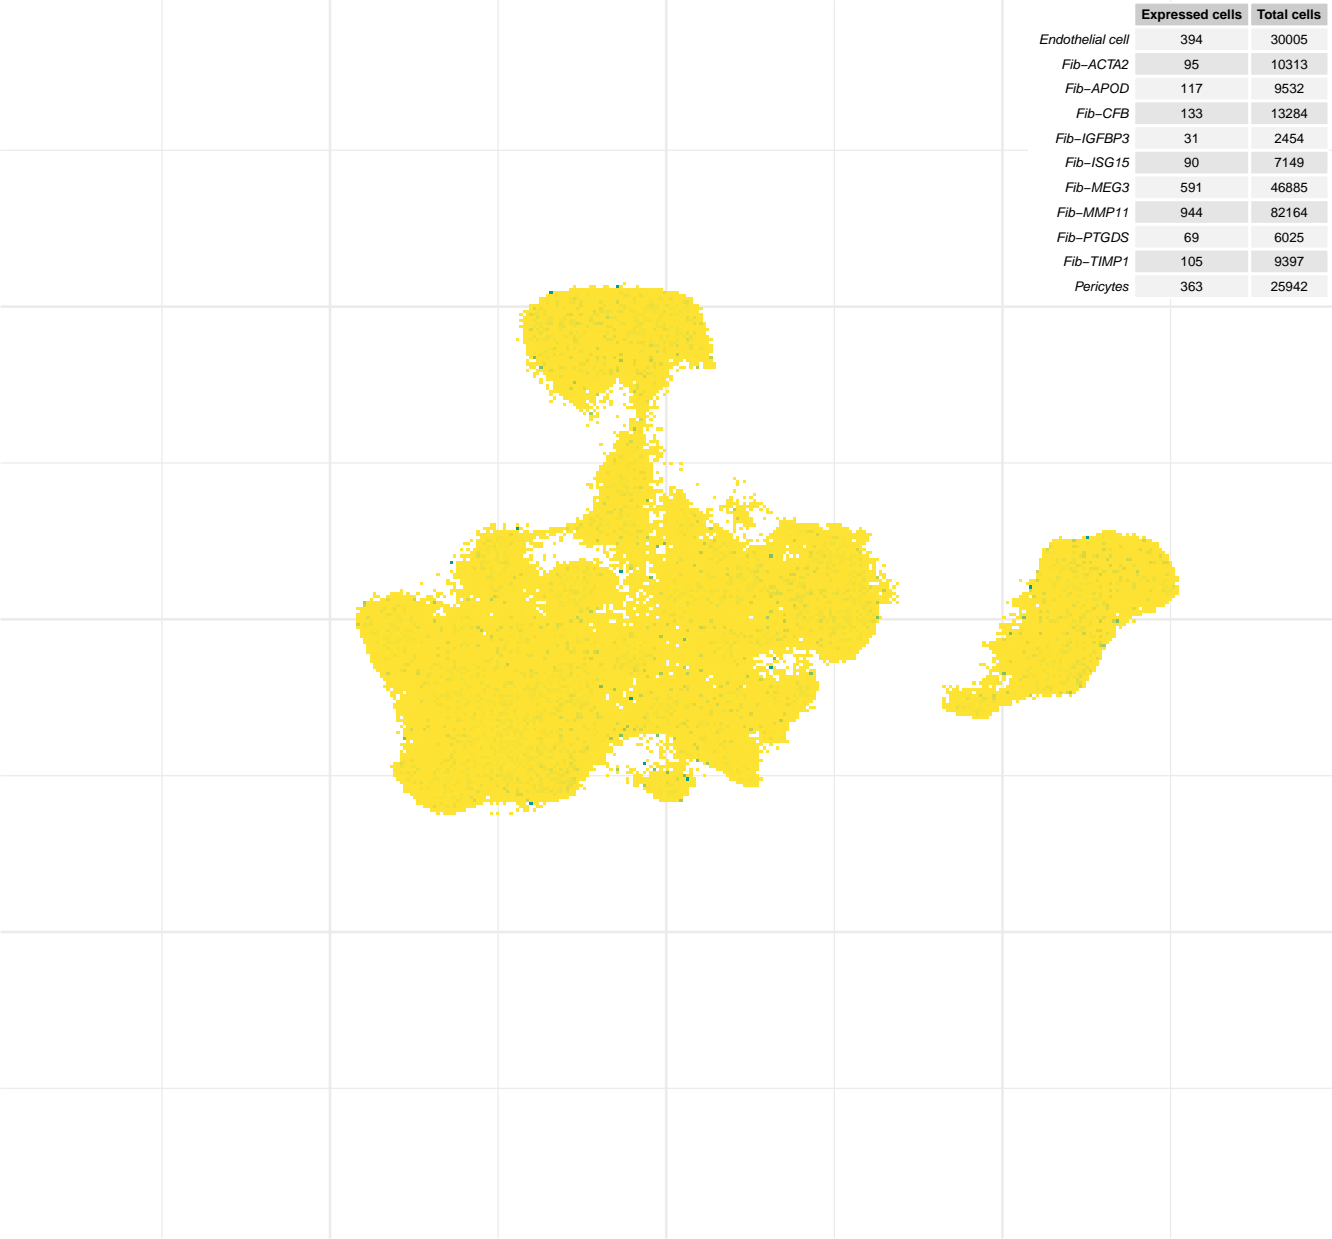 Expressed cells Total cells
Endothelial cell 394 30005
Fib−ACTA2 95 10313
Fib−APOD 117 9532
Fib−CFB 133 13284
Fib−IGFBP3 31 2454
Fib−ISG15 90 7149
Fib−MEG3 591 46885
Fib−MMP11 944 82164
Fib−PTGDS 69 6025
Fib−TIMP1 105 9397
Pericytes 363 25942